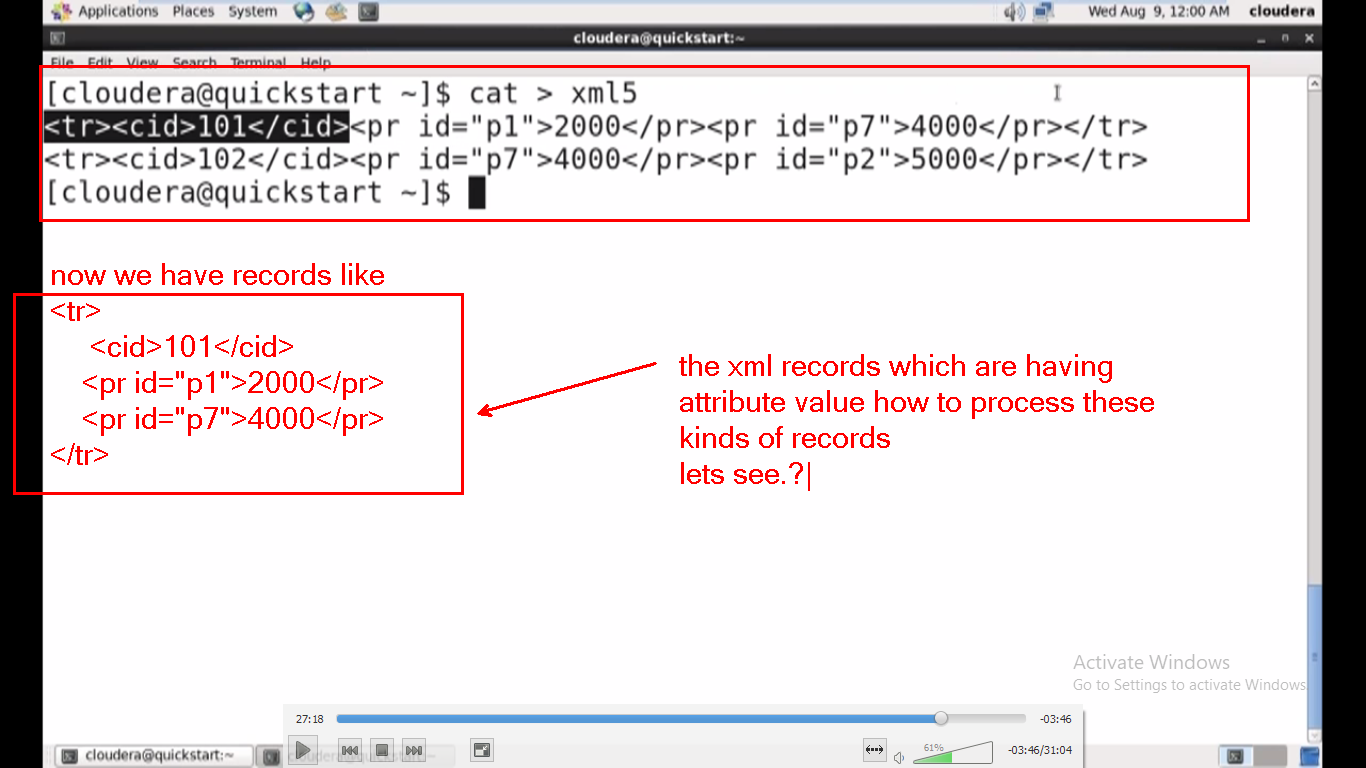 Applications Places System
Wed Aug 9, 12:00 AM cloudera
cloudera@quickstart:~
File Edit View Search Terminal Help
[cloudera@quickstart ~]$ cat > xml5
<tr><cid>101</cid><pr id="p1">2000</pr><pr id="p7">4000</pr></tr>
<tr><cid>102</cid><pr id="p7">4000</pr><pr id="p2">5000</pr></tr>
[cloudera@quickstart ~]$
now we have records like
<tr>
<cid>101</cid>
<pr id="p1">2000</pr>
<pr id="p7">4000</pr>
</tr>
the xml records which are having
attribute value how to process these
kinds of records
lets see.?
Activate Windows
Go to Settings to activate Windows
27:18
-03:46
61%
-03:46/31:04
cloudera@quickstart:~
cloudera@quickstart:~